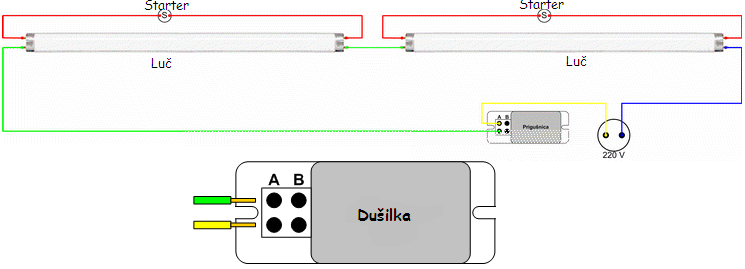 Starter
Starter
S
S
Luč
Luč
A B
Prigušnica
220 V
A B
Dušilka